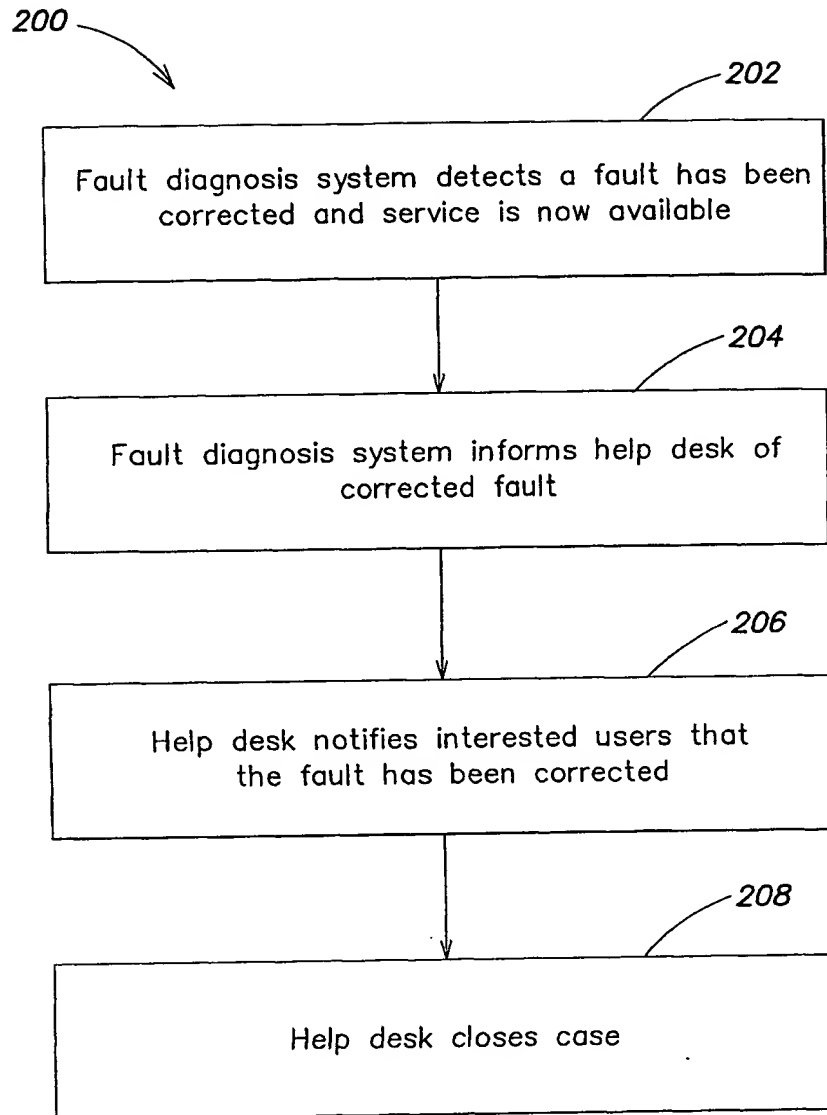 200
202
Fault diagnosis system detects a fault has been
corrected and service is now available
204
Fault diagnosis system informs help desk of
corrected fault
206
Help desk notifies interested users that
the fault has been corrected
208
Help desk closes case